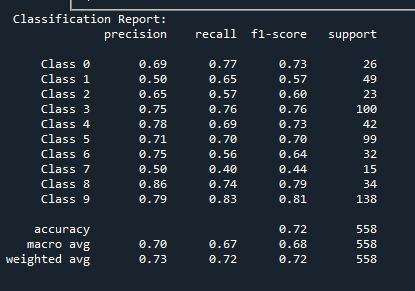 Classification Report:
precision recall f1-score support
Class 0 0.69 0.77 0.73 26
Class 1 0.50 0.65 0.57 49
Class 2 0.65 0.57 0.60 23
Class 3 0.75 0.76 0.76 100
Class 4 0.78 0.69 0.73 42
Class 5 0.71 0.70 0.70 99
Class 6 0.75 0.56 0.64 32
Class 7 0.50 0.40 0.44 15
Class 8 0.86 0.74 0.79 34
Class 9 0.79 0.83 0.81 138
accuracy 0.72 558
macro avg 0.70 0.67 0.68 558
weighted avg 0.73 0.72 0.72 558